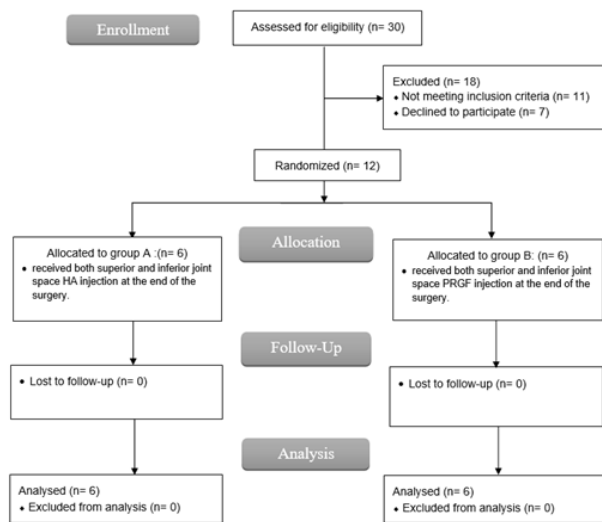 Enrollment
Assessed for eligibility (n= 30)
Excluded (n= 18)
♦ Not meeting inclusion criteria (n= 11)
♦ Declined to participate (n= 7)
Randomized (n= 12)
Allocation
Allocated to group A :(n= 6)
• received both superior and inferior joint
space HA injection at the end of the
surgery.
Allocated to group B: (n= 6)
• received both superior and inferior joint
space PRGF injection at the end of the
surgery.
Follow-Up
• Lost to follow-up (n= 0)
• Lost to follow-up (n= 0)
Analysis
Analysed (n= 6)
♦ Excluded from analysis (n= 0)
Analysed (n= 6)
♦ Excluded from analysis (n= 0)